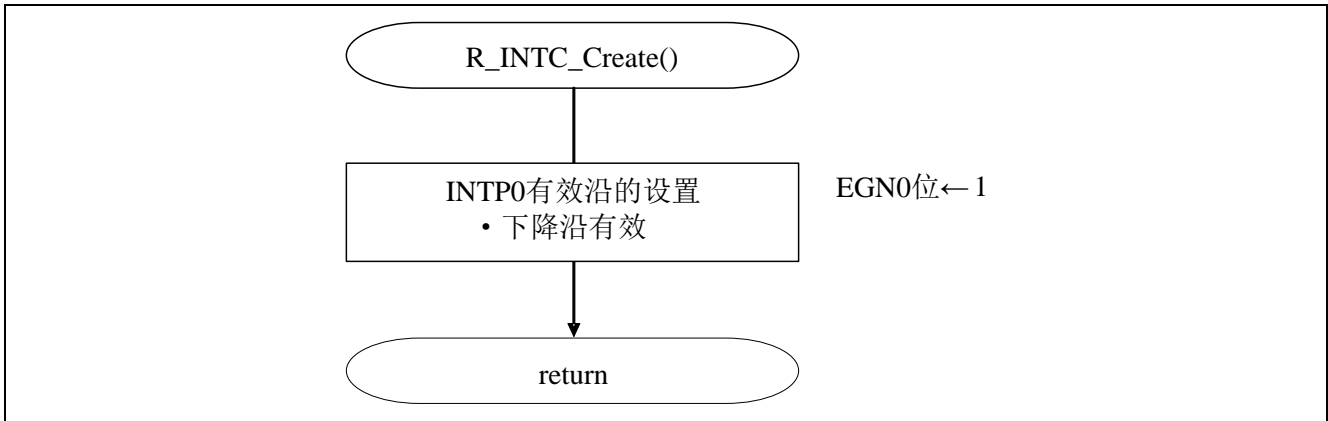 R_INTC_Create()
INTP0有效沿的设置
·下降沿有效
EGN0位←1
return